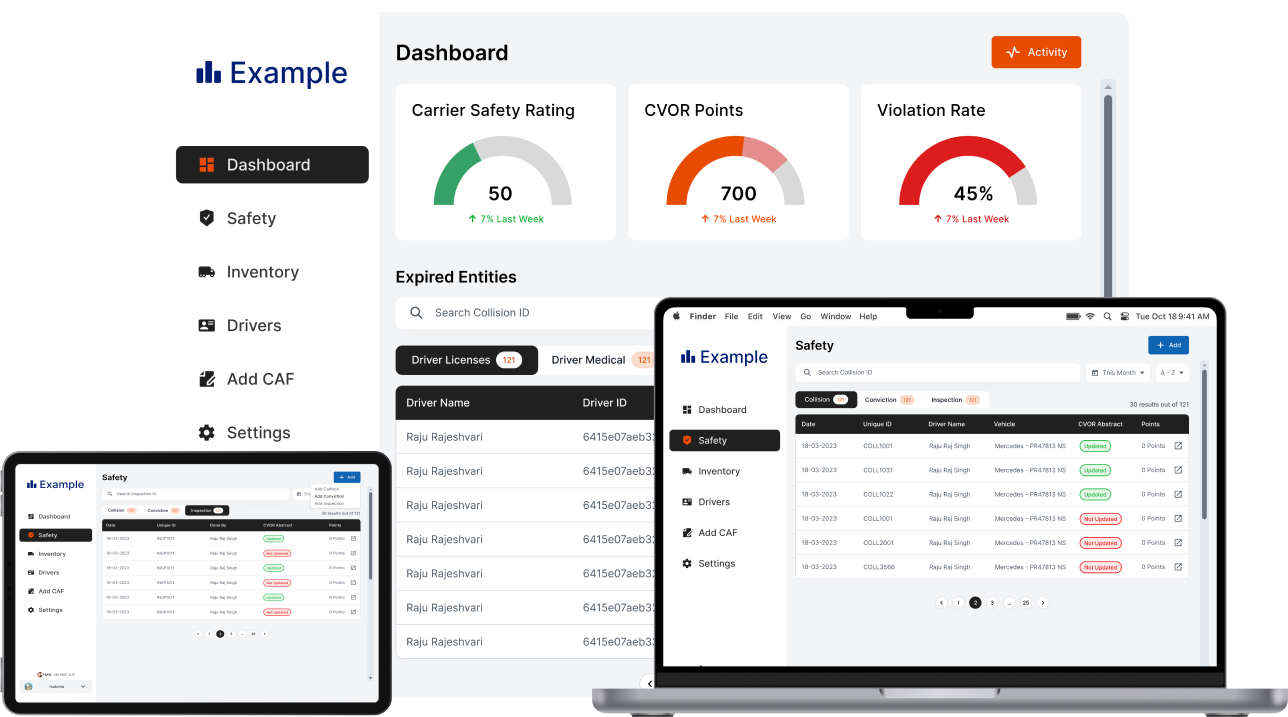 Example
Dashboard
Safety
Inventory
Drivers
Add CAF
Settings
Dashboard
Activity
Carrier Safety Rating
50
7% Last Week
CVOR Points
700
7% Last Week
Violation Rate
45%
7% Last Week
Expired Entities
Search Collision ID
Driver Licenses 121
Driver Medical 121
Driver Name Driver ID
Raju Rajeshvari 6415e07aeb32
Raju Rajeshvari 6415e07aeb32
Raju Rajeshvari 6415e07aeb32
Raju Rajeshvari 6415e07aeb32
Raju Rajeshvari 6415e07aeb32
Raju Rajeshvari 6415e07aeb32
Raju Rajeshvari 6415e07aeb32
Finder File Edit View Go Window Help
Tue Oct 18 9:41 AM
Example
Dashboard
Safety
Inventory
Drivers
Add CAF
Settings
Safety
+ Add
Search Collision ID
This Month
A - Z
Collision 121 Conviction 121 Inspection 121
30 results out of 121
Date Unique ID Driver Name Vehicle CVOR Abstract Points
18-03-2023 COLL1001 Raju Raj Singh Mercedes - PR47813 NS Updated 0 Points
18-03-2023 COLL1031 Raju Raj Singh Mercedes - PR47813 NS Updated 0 Points
18-03-2023 COLL1022 Raju Raj Singh Mercedes - PR47813 NS Updated 0 Points
18-03-2023 COLL1001 Raju Raj Singh Mercedes - PR47813 NS Not Updated 0 Points
18-03-2023 COLL2001 Raju Raj Singh Mercedes - PR47813 NS Not Updated 0 Points
18-03-2023 COLL3566 Raju Raj Singh Mercedes - PR47813 NS Not Updated 0 Points
< 1 2 3 ... 25 >
Example
Dashboard
Safety
Inventory
Drivers
Add CAF
Settings
FMS version 2.0
Isabella
Safety
+ Add
Add Collision
Add Conviction
Add Inspection
Search Inspection ID
Collision 121 Conviction 121 Inspection 121
30 results out of 121
Date Unique ID Done By CVOR Abstract Points
18-03-2023 INSP1011 Raju Raj Singh Updated 0 Points
18-03-2023 INSP1011 Raju Raj Singh Not Updated 0 Points
18-03-2023 INSP1011 Raju Raj Singh Updated 0 Points
18-03-2023 INSP1011 Raju Raj Singh Not Updated 0 Points
18-03-2023 INSP1011 Raju Raj Singh Updated 0 Points
18-03-2023 INSP1011 Raju Raj Singh Not Updated 0 Points
< 1 2 3 ... 25 >